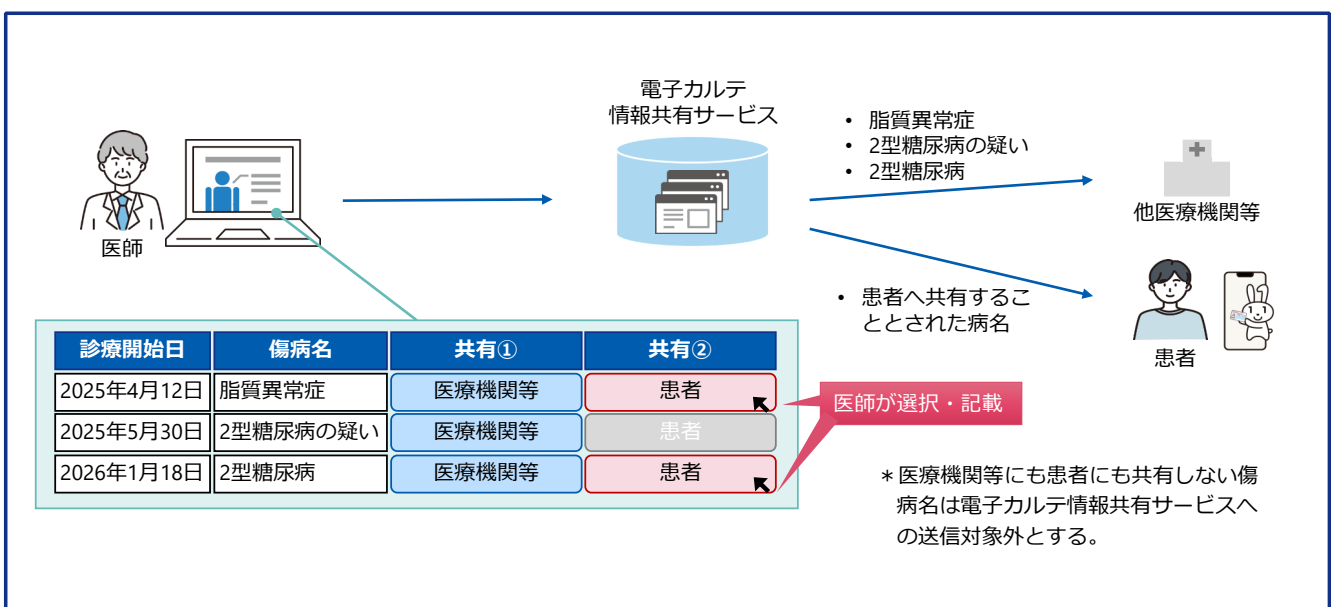 電子カルテ
情報共有サービス
• 脂質異常症
• 2型糖尿病の疑い
• 2型糖尿病
医師
他医療機関等
• 患者へ共有するこ
ととされた病名
患者
診療開始日 傷病名 共有① 共有②
2025年4月12日 脂質異常症 医療機関等 患者
2025年5月30日 2型糖尿病の疑い 医療機関等 患者
2026年1月18日 2型糖尿病 医療機関等 患者
医師が選択・記載
＊医療機関等にも患者にも共有しない傷
病名は電子カルテ情報共有サービスへ
の送信対象外とする。